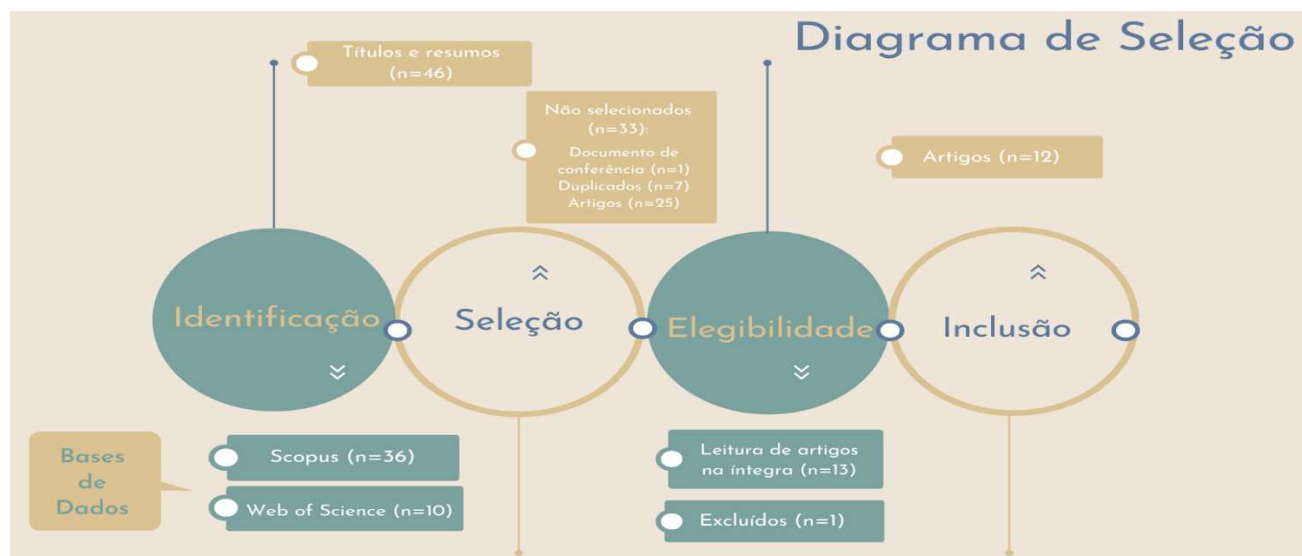 Diagrama de Seleção
Títulos e resumos
(n=46)
Não selecionados
(n=33):
Documento de
conferência (n=1)
Duplicados (n=7)
Artigos (n=25)
Artigos (n=12)
Identificação
Seleção
Elegibilidade
Inclusão
Bases
de
Dados
Scopus (n=36)
Web of Science (n=10)
Leitura de artigos
na íntegra (n=13)
Excluídos (n=1)